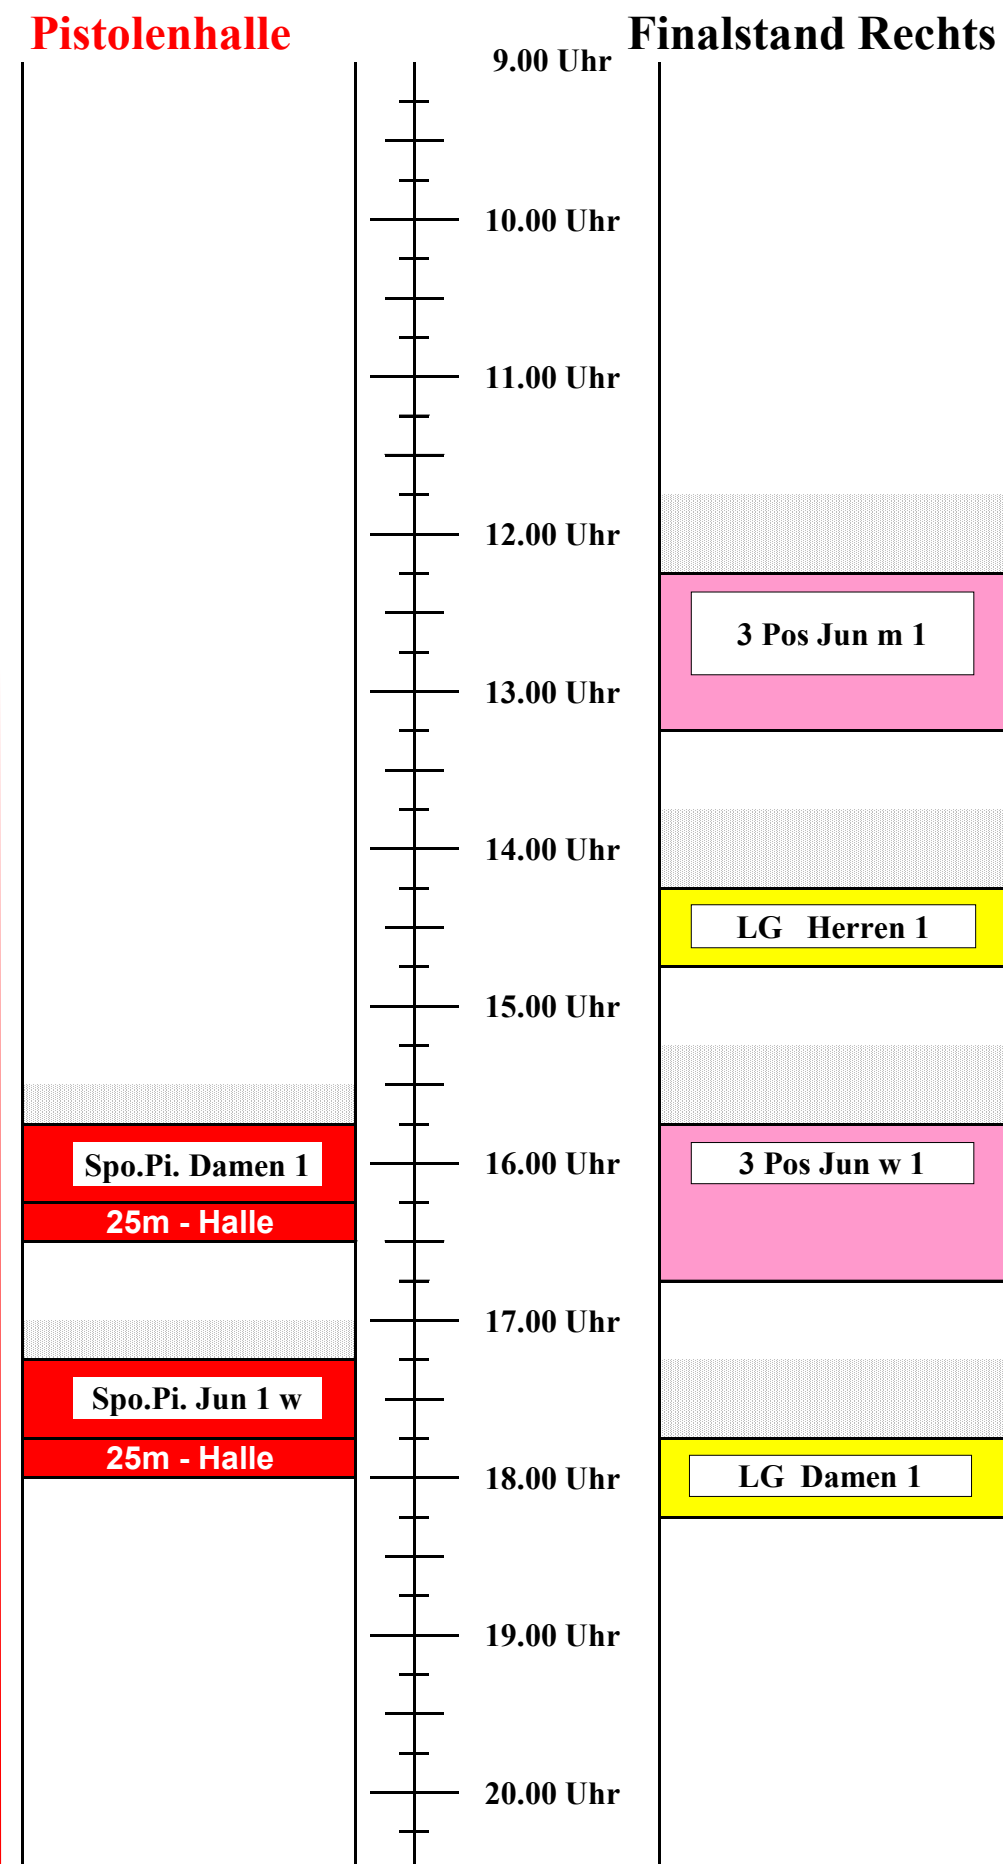 Pistolenhalle
Finalstand Rechts
9.00 Uhr
10.00 Uhr
11.00 Uhr
12.00 Uhr
3 Pos Jun m 1
13.00 Uhr
14.00 Uhr
LG Herren 1
15.00 Uhr
Spo.Pi. Damen 1
16.00 Uhr
3 Pos Jun w 1
25m - Halle
17.00 Uhr
Spo.Pi. Jun 1 w
25m - Halle
18.00 Uhr
LG Damen 1
19.00 Uhr
20.00 Uhr